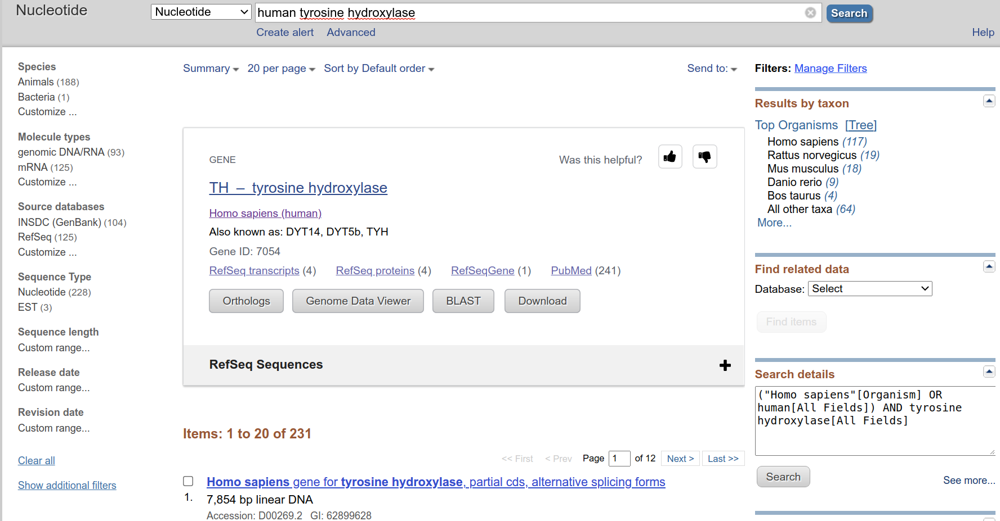 Nucleotide
Nucleotide
human tyrosine hydroxylase
Search
Create alert Advanced
Help
Species
Animals (188)
Bacteria (1)
Customize ...
Molecule types
genomic DNA/RNA (93)
mRNA (125)
Customize ...
Source databases
INSDC (GenBank) (104)
RefSeq (125)
Customize ...
Sequence Type
Nucleotide (228)
EST (3)
Sequence length
Custom range...
Release date
Custom range...
Revision date
Custom range...
Clear all
Show additional filters
Summary 20 per page Sort by Default order
Send to:
GENE
Was this helpful?
TH – tyrosine hydroxylase
Homo sapiens (human)
Also known as: DYT14, DYT5b, TYH
Gene ID: 7054
RefSeq transcripts (4) RefSeq proteins (4) RefSeqGene (1) PubMed (241)
Orthologs Genome Data Viewer BLAST Download
RefSeq Sequences
Items: 1 to 20 of 231
<< First < Prev Page 1 of 12 Next > Last >>
Homo sapiens gene for tyrosine hydroxylase, partial cds, alternative splicing forms
1. 7,854 bp linear DNA
Accession: D00269.2 GI: 62899628
Filters: Manage Filters
Results by taxon
Top Organisms [Tree]
Homo sapiens (117)
Rattus norvegicus (19)
Mus musculus (18)
Danio rerio (9)
Bos taurus (4)
All other taxa (64)
More...
Find related data
Database: Select
Find items
Search details
("Homo sapiens"[Organism] OR
human[All Fields]) AND tyrosine
hydroxylase[All Fields]
Search
See more...